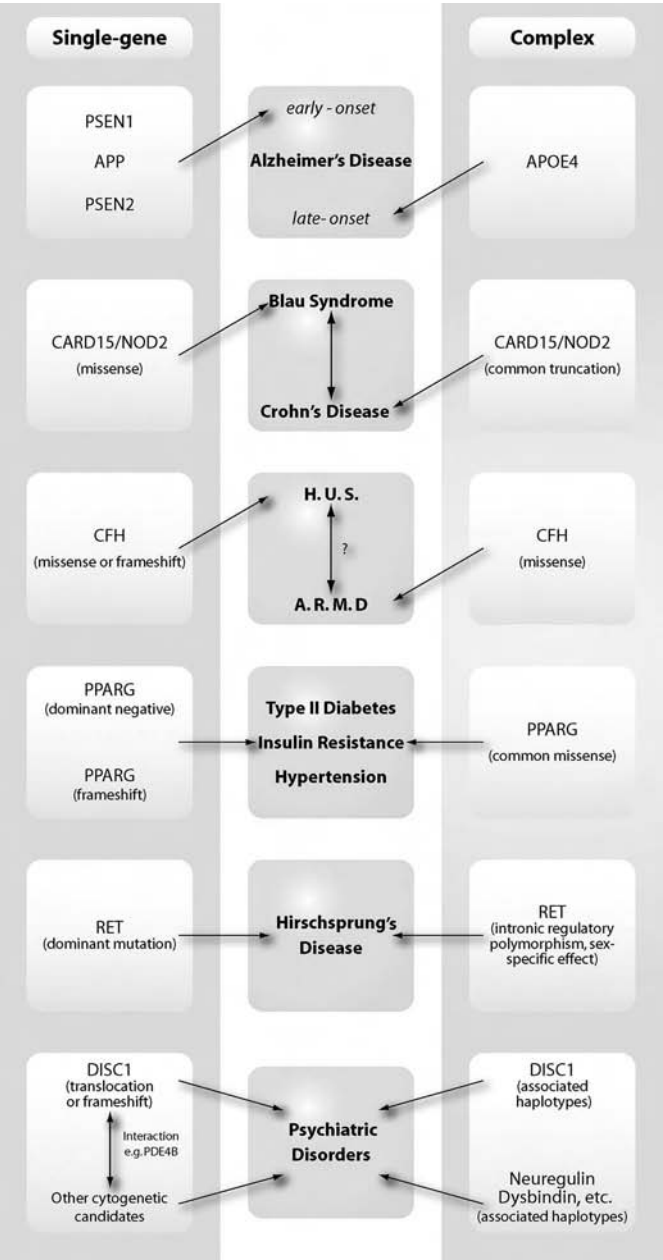 Single-gene
Complex
PSEN1
APP
PSEN2
early - onset
Alzheimer's Disease
late- onset
APOE4
CARD15/NOD2
(missense)
Blau Syndrome
Crohn's Disease
CARD15/NOD2
(common truncation)
CFH
(missense or frameshift)
H. U. S.
?
A. R. M. D
CFH
(missense)
PPARG
(dominant negative)
PPARG
(frameshift)
Type II Diabetes
Insulin Resistance
Hypertension
PPARG
(common missense)
RET
(dominant mutation)
Hirschsprung's
Disease
RET
(intronic regulatory
polymorphism, sex-
specific effect)
DISC1
(translocation
or frameshift)
Interaction
e.g. PDE4B
Other cytogenetic
candidates
Psychiatric
Disorders
DISC1
(associated
haplotypes)
Neuregulin
Dysbindin, etc.
(associated haplotypes)